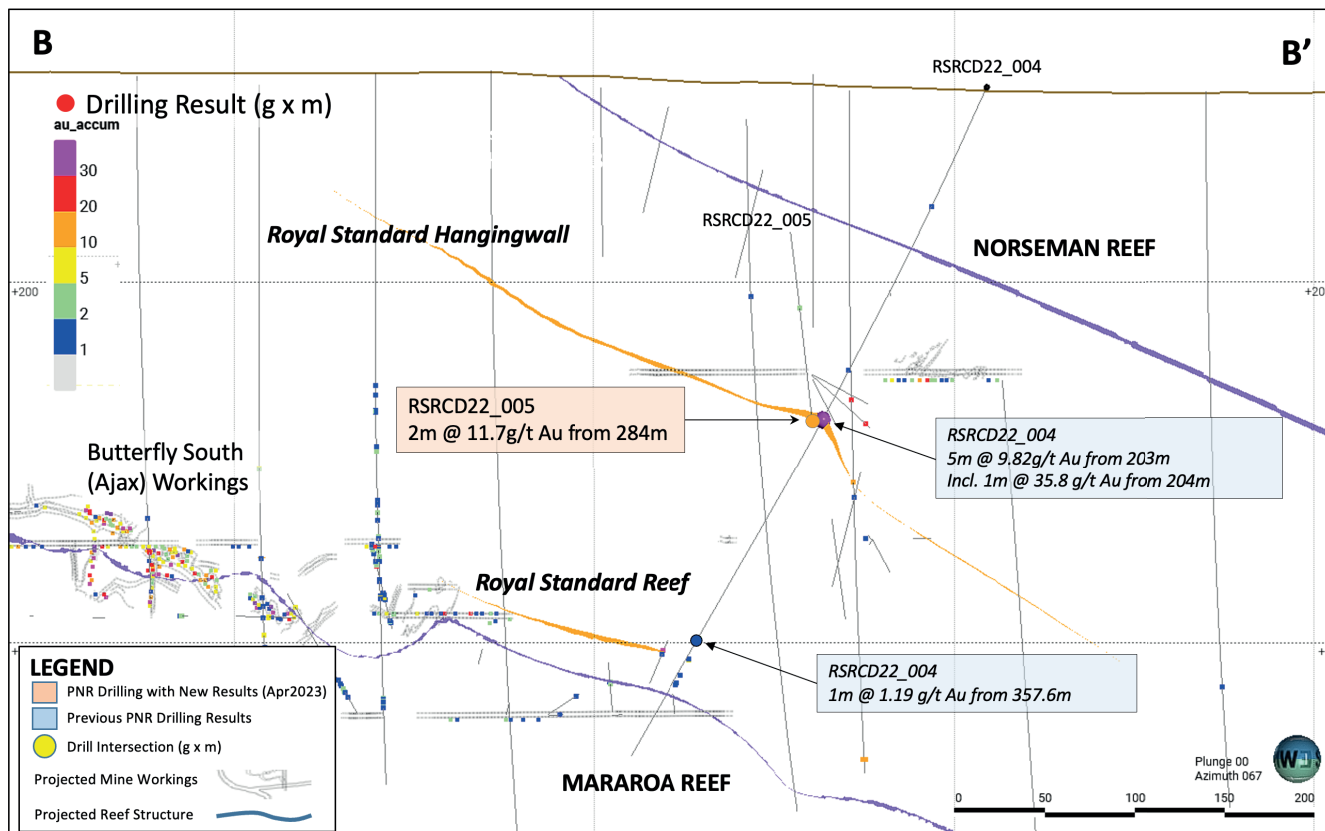 B
B'
RSRCD22_004
Drilling Result (g x m)
au_accum
30
20
10
5
2
1
RSRCD22_005
Royal Standard Hangingwall
NORSEMAN REEF
+200
+20
RSRCD22_005
2m @ 11.7g/t Au from 284m
RSRCD22_004
5m @ 9.82g/t Au from 203m
Incl. 1m @ 35.8 g/t Au from 204m
Butterfly South
(Ajax) Workings
Royal Standard Reef
RSRCD22_004
1m @ 1.19 g/t Au from 357.6m
LEGEND
PNR Drilling with New Results (Apr2023)
Previous PNR Drilling Results
Drill Intersection (g x m)
Projected Mine Workings
Projected Reef Structure
MARAROA REEF
Plunge 00
Azimuth 067
0
50
100
150
200